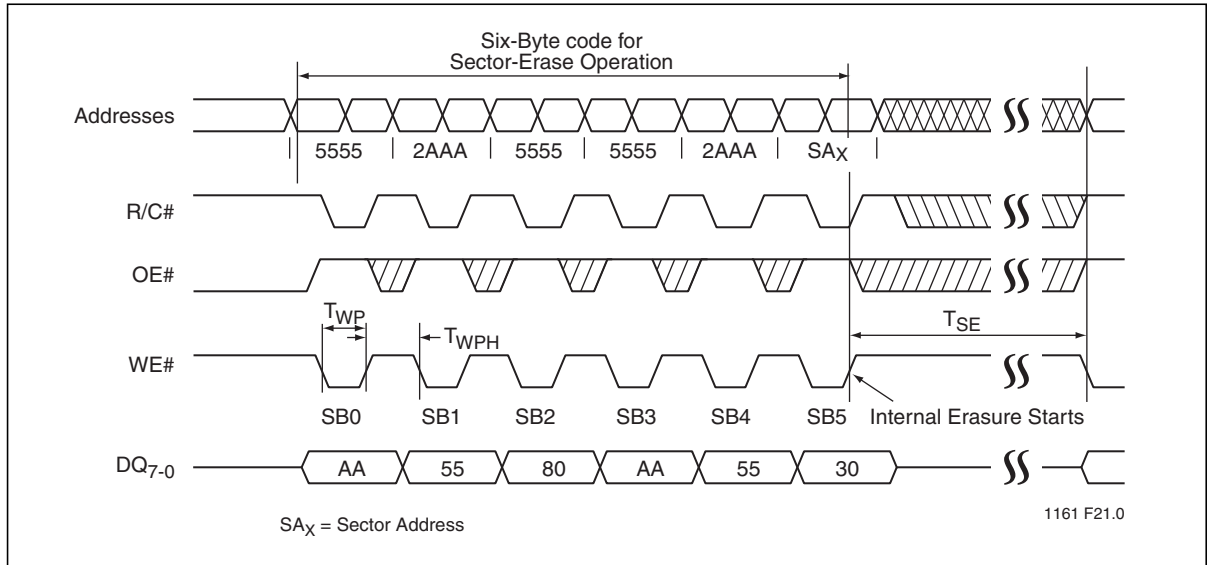 Six-Byte code for
Sector-Erase Operation
Addresses
5555 2AAA 5555 5555 2AAA SAX
R/C#
OE#
TWP
TWPH
TSE
WE#
SB0 SB1 SB2 SB3 SB4 SB5 Internal Erasure Starts
DQ7-0 AA 55 80 AA 55 30
SAX = Sector Address
1161 F21.0